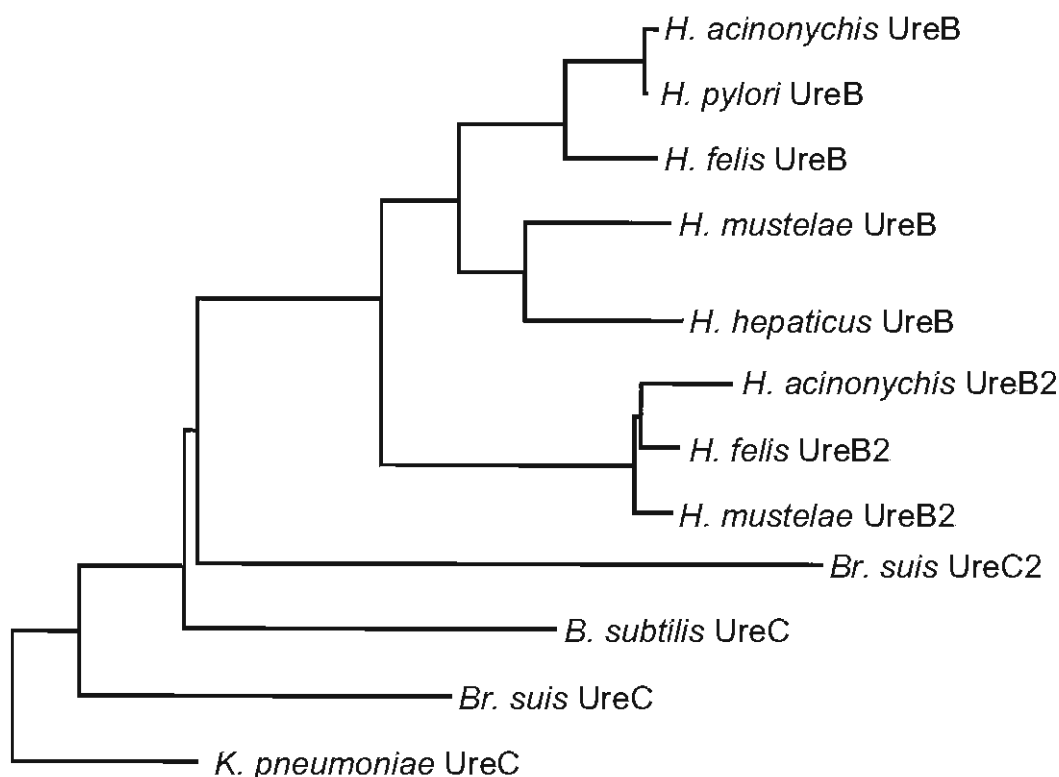 H. acinonychis UreB
H. pylori UreB
H. felis UreB
H. mustelae UreB
H. hepaticus UreB
H. acinonychis UreB2
H. felis UreB2
H. mustelae UreB2
Br. suis UreC2
B. subtilis UreC
Br. suis UreC
K. pneumoniae UreC